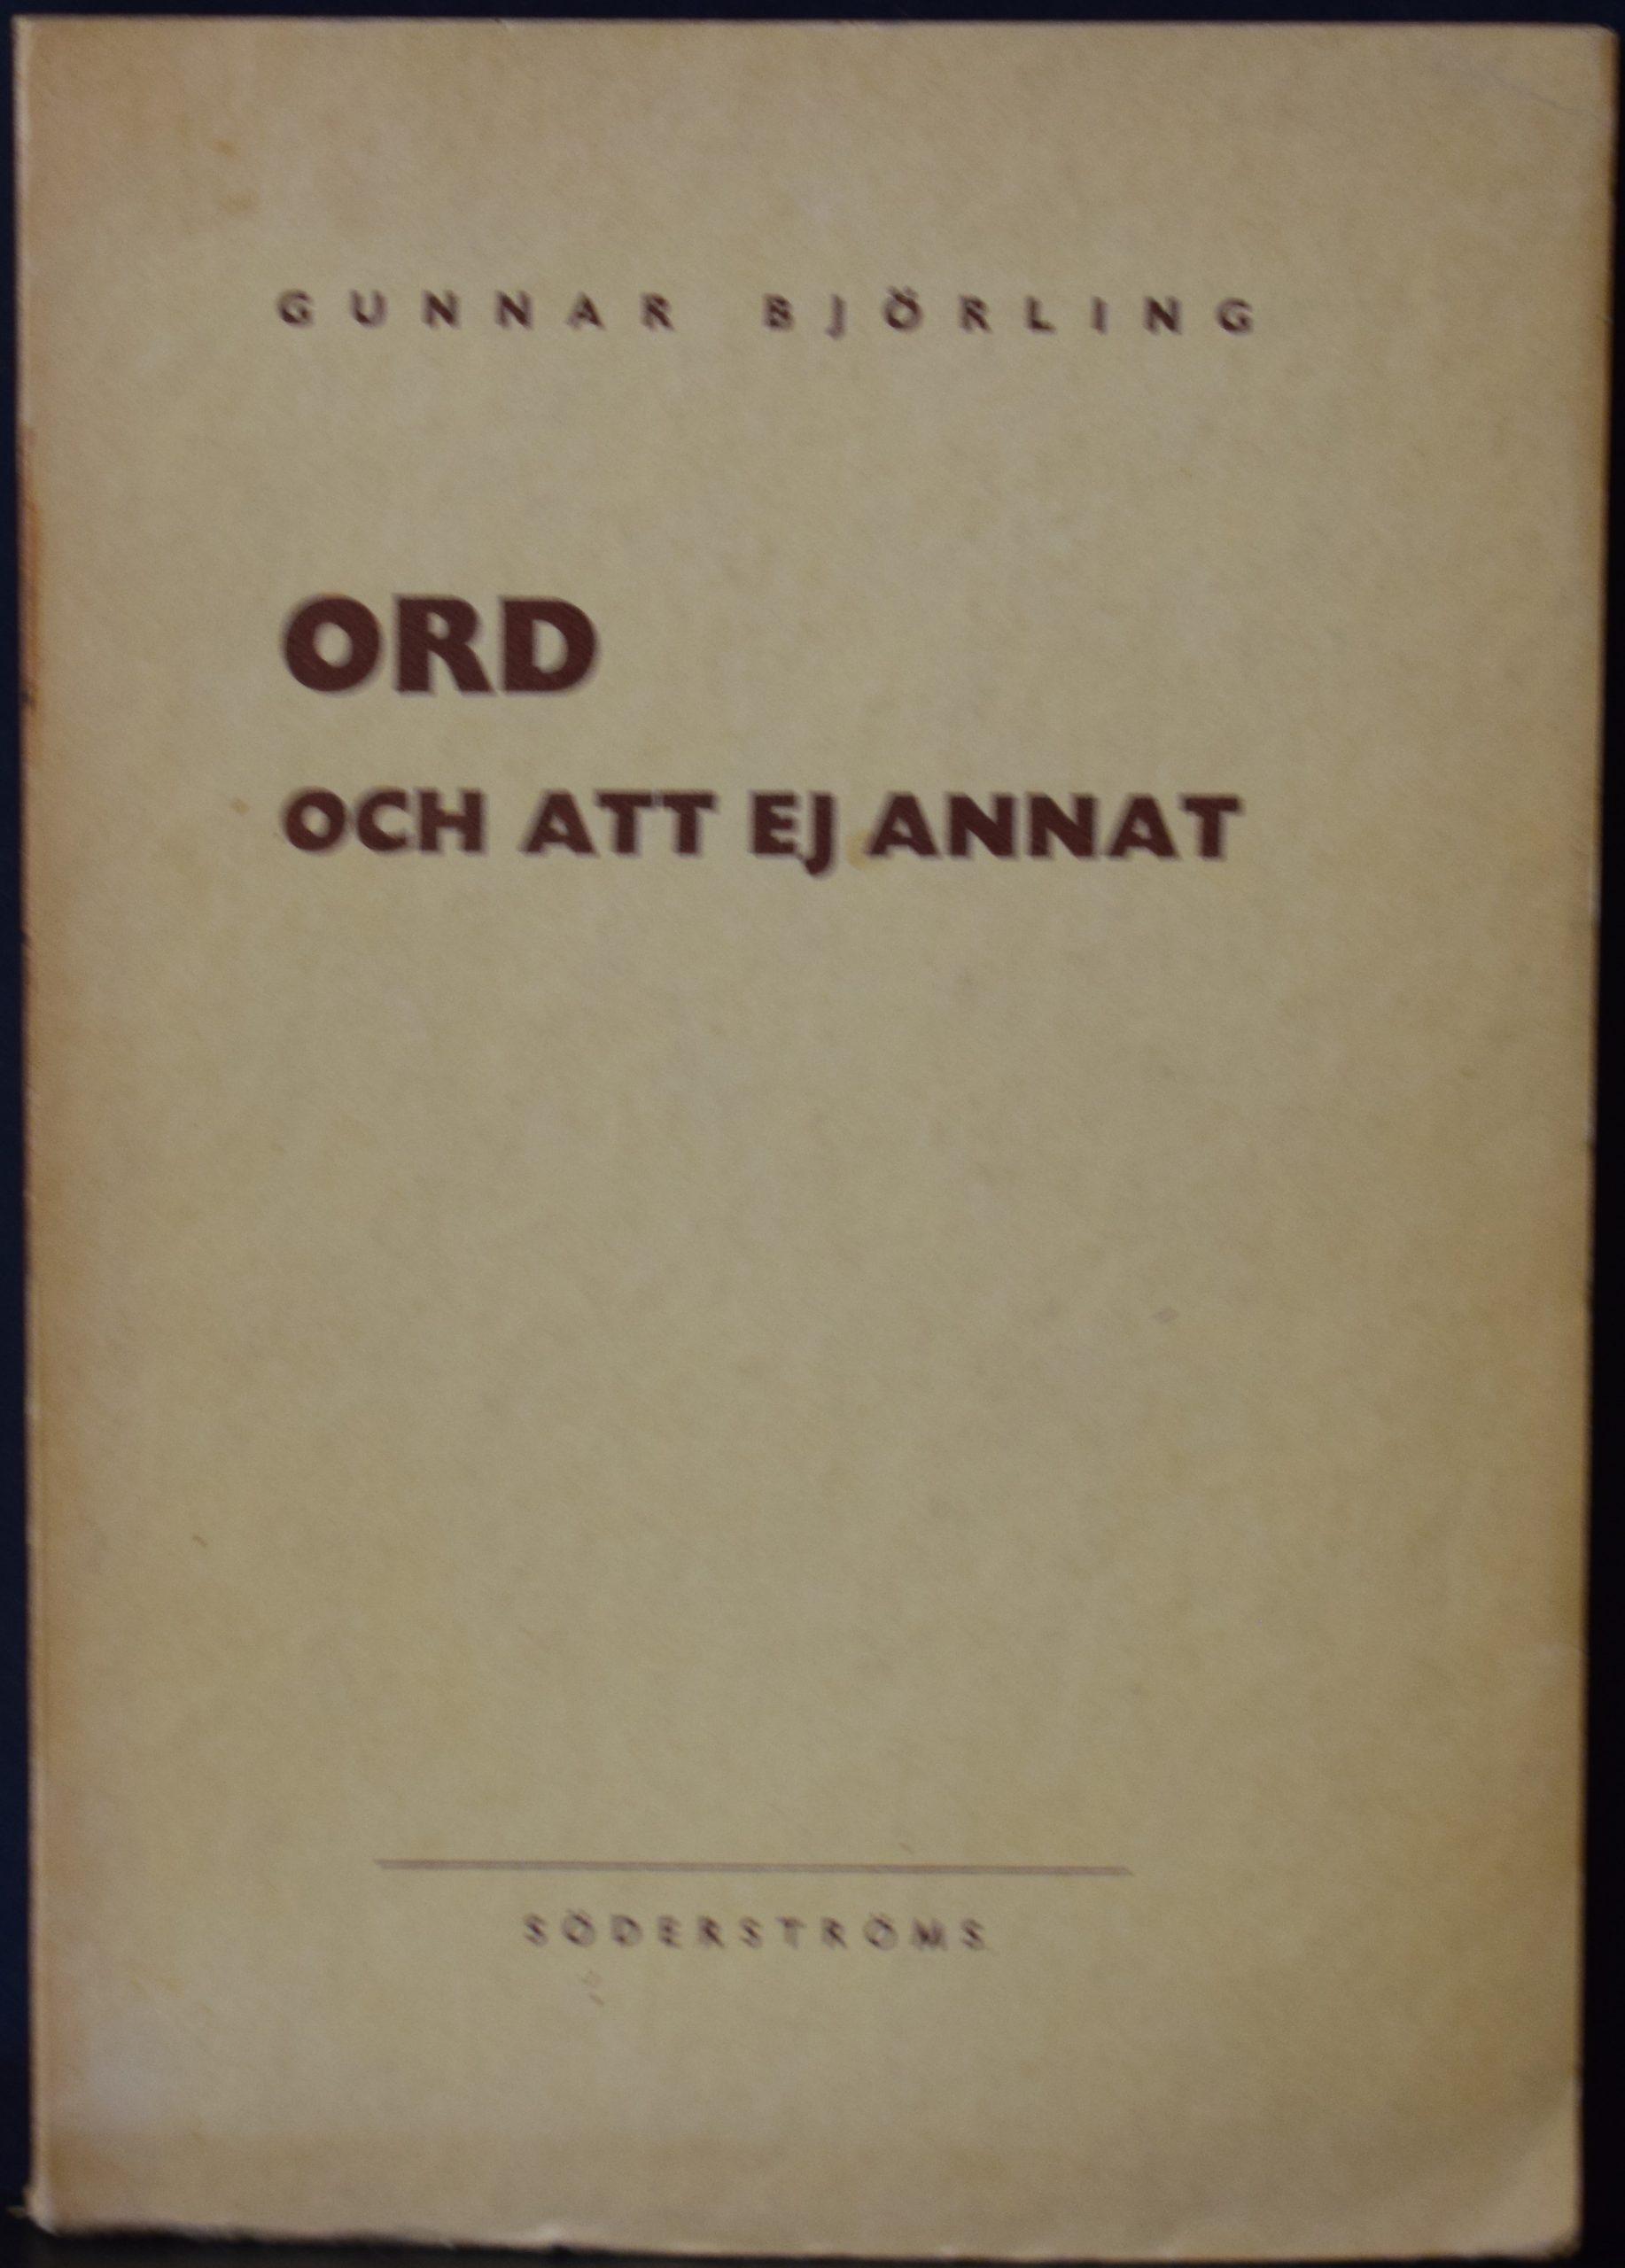 GUNNAR BJÖRLING
ORD
OCH ATT EJ ANNAT
SÖDERSTRÖMS